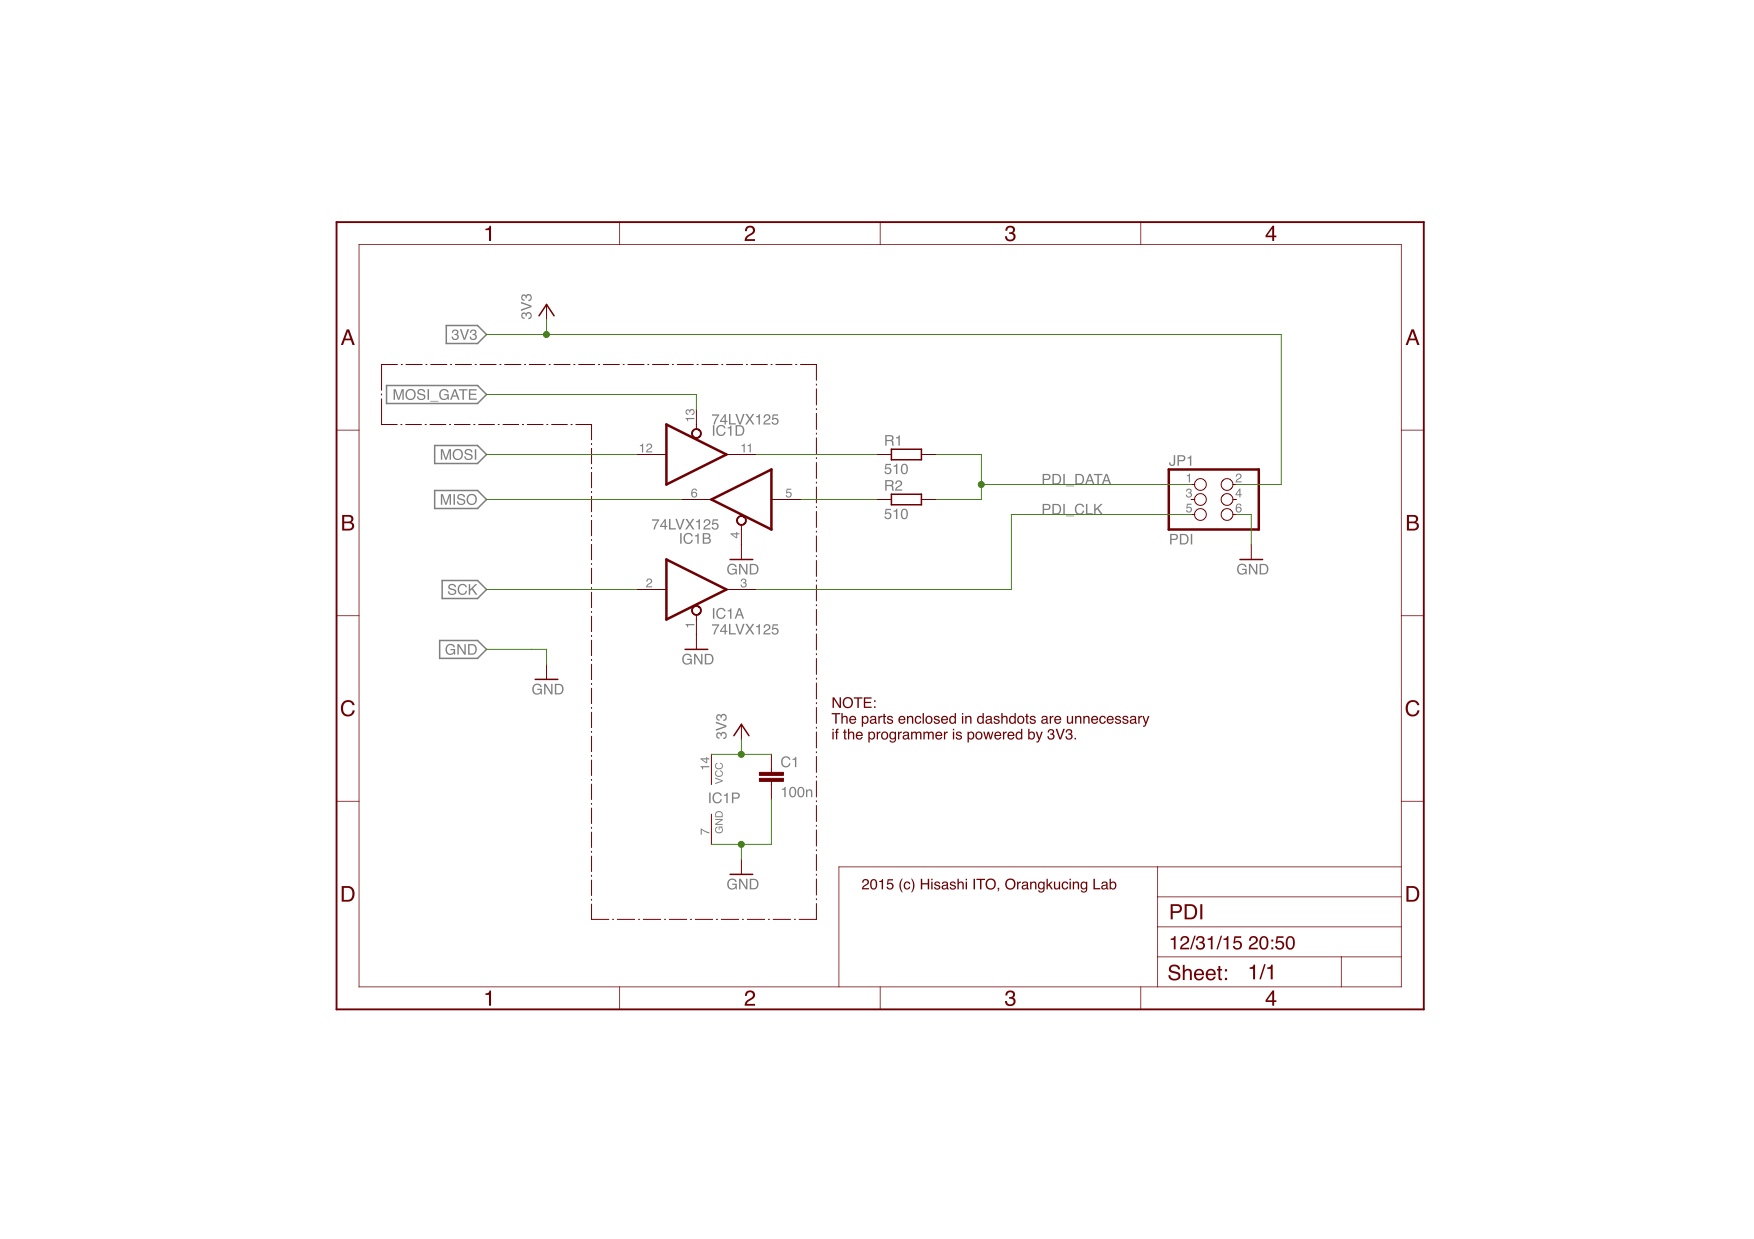 1 2 3 4
A A
3V3
3V3
MOSI_GATE
13
74LVX125
IC1D
MOSI 12 11
R1
510
MISO 6 5
R2
510
74LVX125
IC1B
4
GND
PDI_DATA
PDI_CLK
JP1
1 2
3 4
5 6
PDI
GND
B B
SCK 2 3
IC1A
74LVX125
1
GND
GND
GND
C C
NOTE:
The parts enclosed in dashdots are unnecessary
if the programmer is powered by 3V3.
3V3
14
VCC
C1
100n
IC1P
7
GND
GND
D D
2015 (c) Hisashi ITO, Orangkucing Lab
PDI
12/31/15 20:50
Sheet: 1/1
1 2 3 4